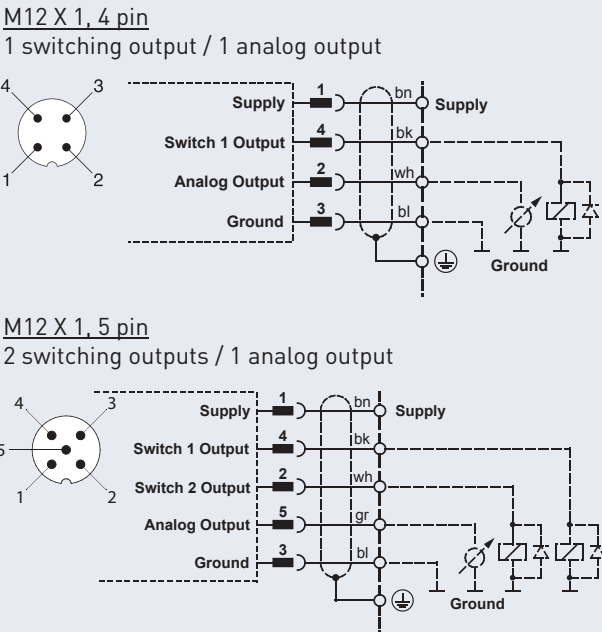 M12 X 1, 4 pin
1 switching output / 1 analog output
4 3
1 2
Supply 1 bn Supply
Switch 1 Output 4 bk
Analog Output 2 wh
Ground 3 bl
Ground
M12 X 1, 5 pin
2 switching outputs / 1 analog output
4 3
5
1 2
Supply 1 bn Supply
Switch 1 Output 4 bk
Switch 2 Output 2 wh
Analog Output 5 gr
Ground 3 bl
Ground